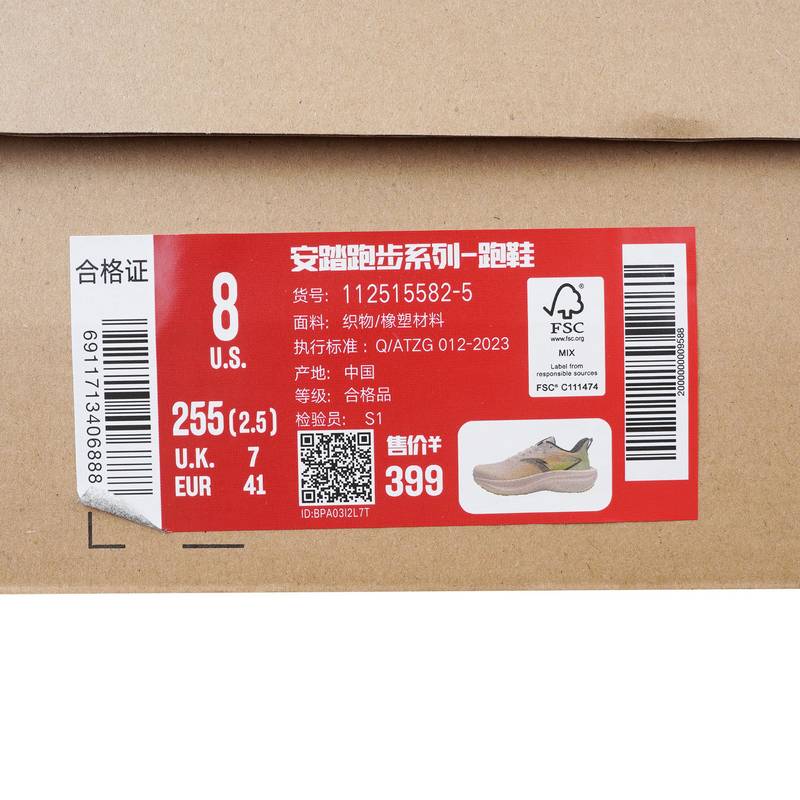 合格证
6911713406888
8
U.S.
255(2.5)
U.K. 7
EUR 41
安踏跑步系列-跑鞋
货号: 112515582-5
面料: 织物/橡塑材料
执行标准: Q/ATZG 012-2023
产地: 中国
等级: 合格品
检验员: S1
ID:BPA03I2L7T
售价¥
399
FSC
www.fsc.org
MIX
Label from
responsible sources
FSC® C111474
2000000009588